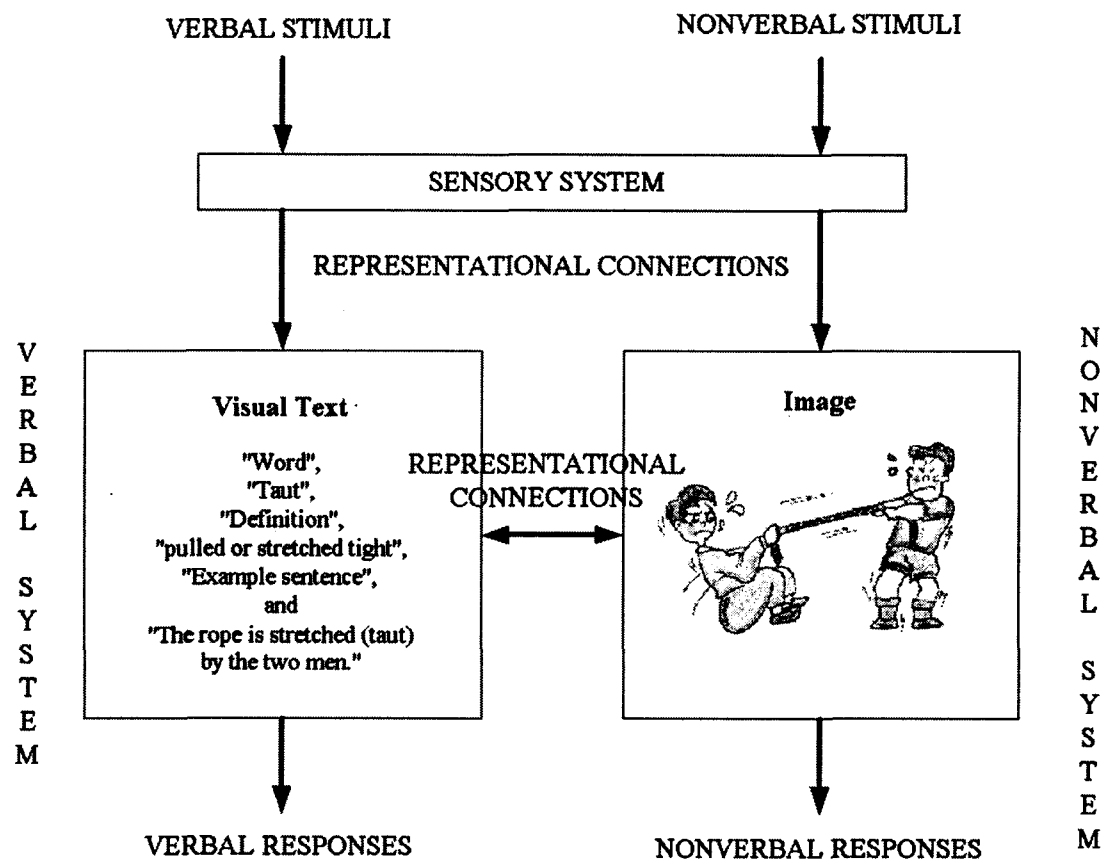 VERBAL STIMULI
NONVERBAL STIMULI
SENSORY SYSTEM
REPRESENTATIONAL CONNECTIONS
VERBAL SYSTEM
Visual Text
"Word",
"Taut",
"Definition",
"pulled or stretched tight",
"Example sentence",
and
"The rope is stretched (taut)
by the two men."
REPRESENTATIONAL
CONNECTIONS
Image
NONVERBAL SYSTEM
VERBAL RESPONSES
NONVERBAL RESPONSES